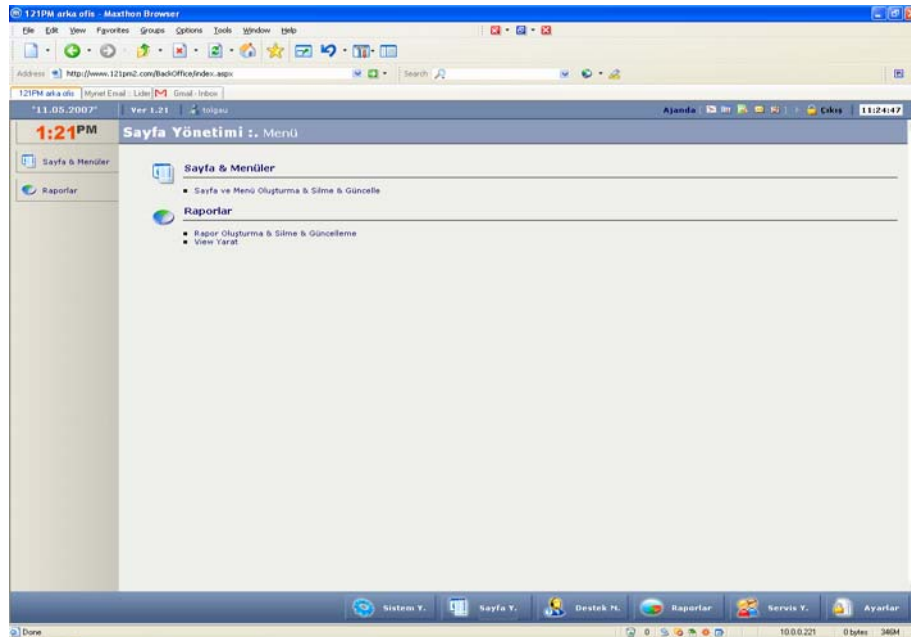 121PM arka ofis - Maxthon Browser
File Edit View Favorites Groups Options Tools Window Help
Address http://www.121pm2.com/BackOffice/index.aspx Search
121PM arka ofis Mynet Email :: Lider Gmail - Inbox
"11.05.2007" Ver 1.21 tolgau Ajanda Çıkış 11:24:47
1:21PM Sayfa Yönetimi :. Menü
Sayfa & Menüler
Raporlar
Sayfa & Menüler
Sayfa ve Menü Oluşturma & Silme & Güncelle
Raporlar
Rapor Oluşturma & Silme & Güncelleme
View Yarat
Sistem Y. Sayfa Y. Destek M. Raporlar Servis Y. Ayarlar
Done 0 10.0.0.221 0 bytes 346M